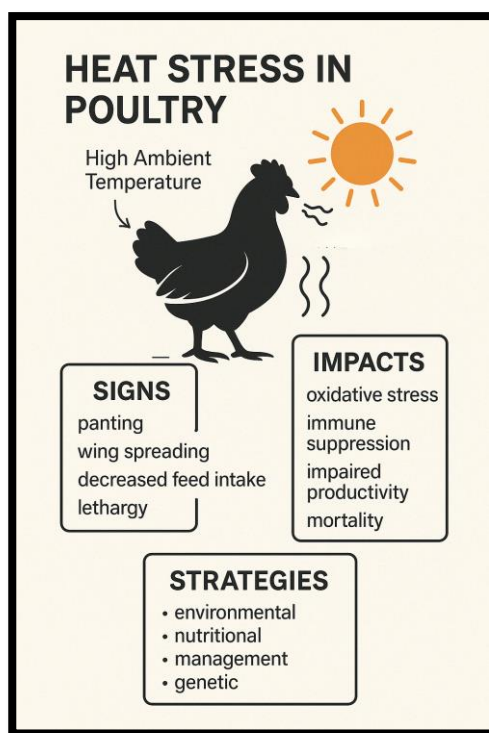 HEAT STRESS IN
POULTRY
High Ambient
Temperature
SIGNS
panting
wing spreading
decreased feed intake
lethargy
IMPACTS
oxidative stress
immune
suppression
impaired
productivity
mortality
STRATEGIES
• environmental
• nutritional
• management
• genetic